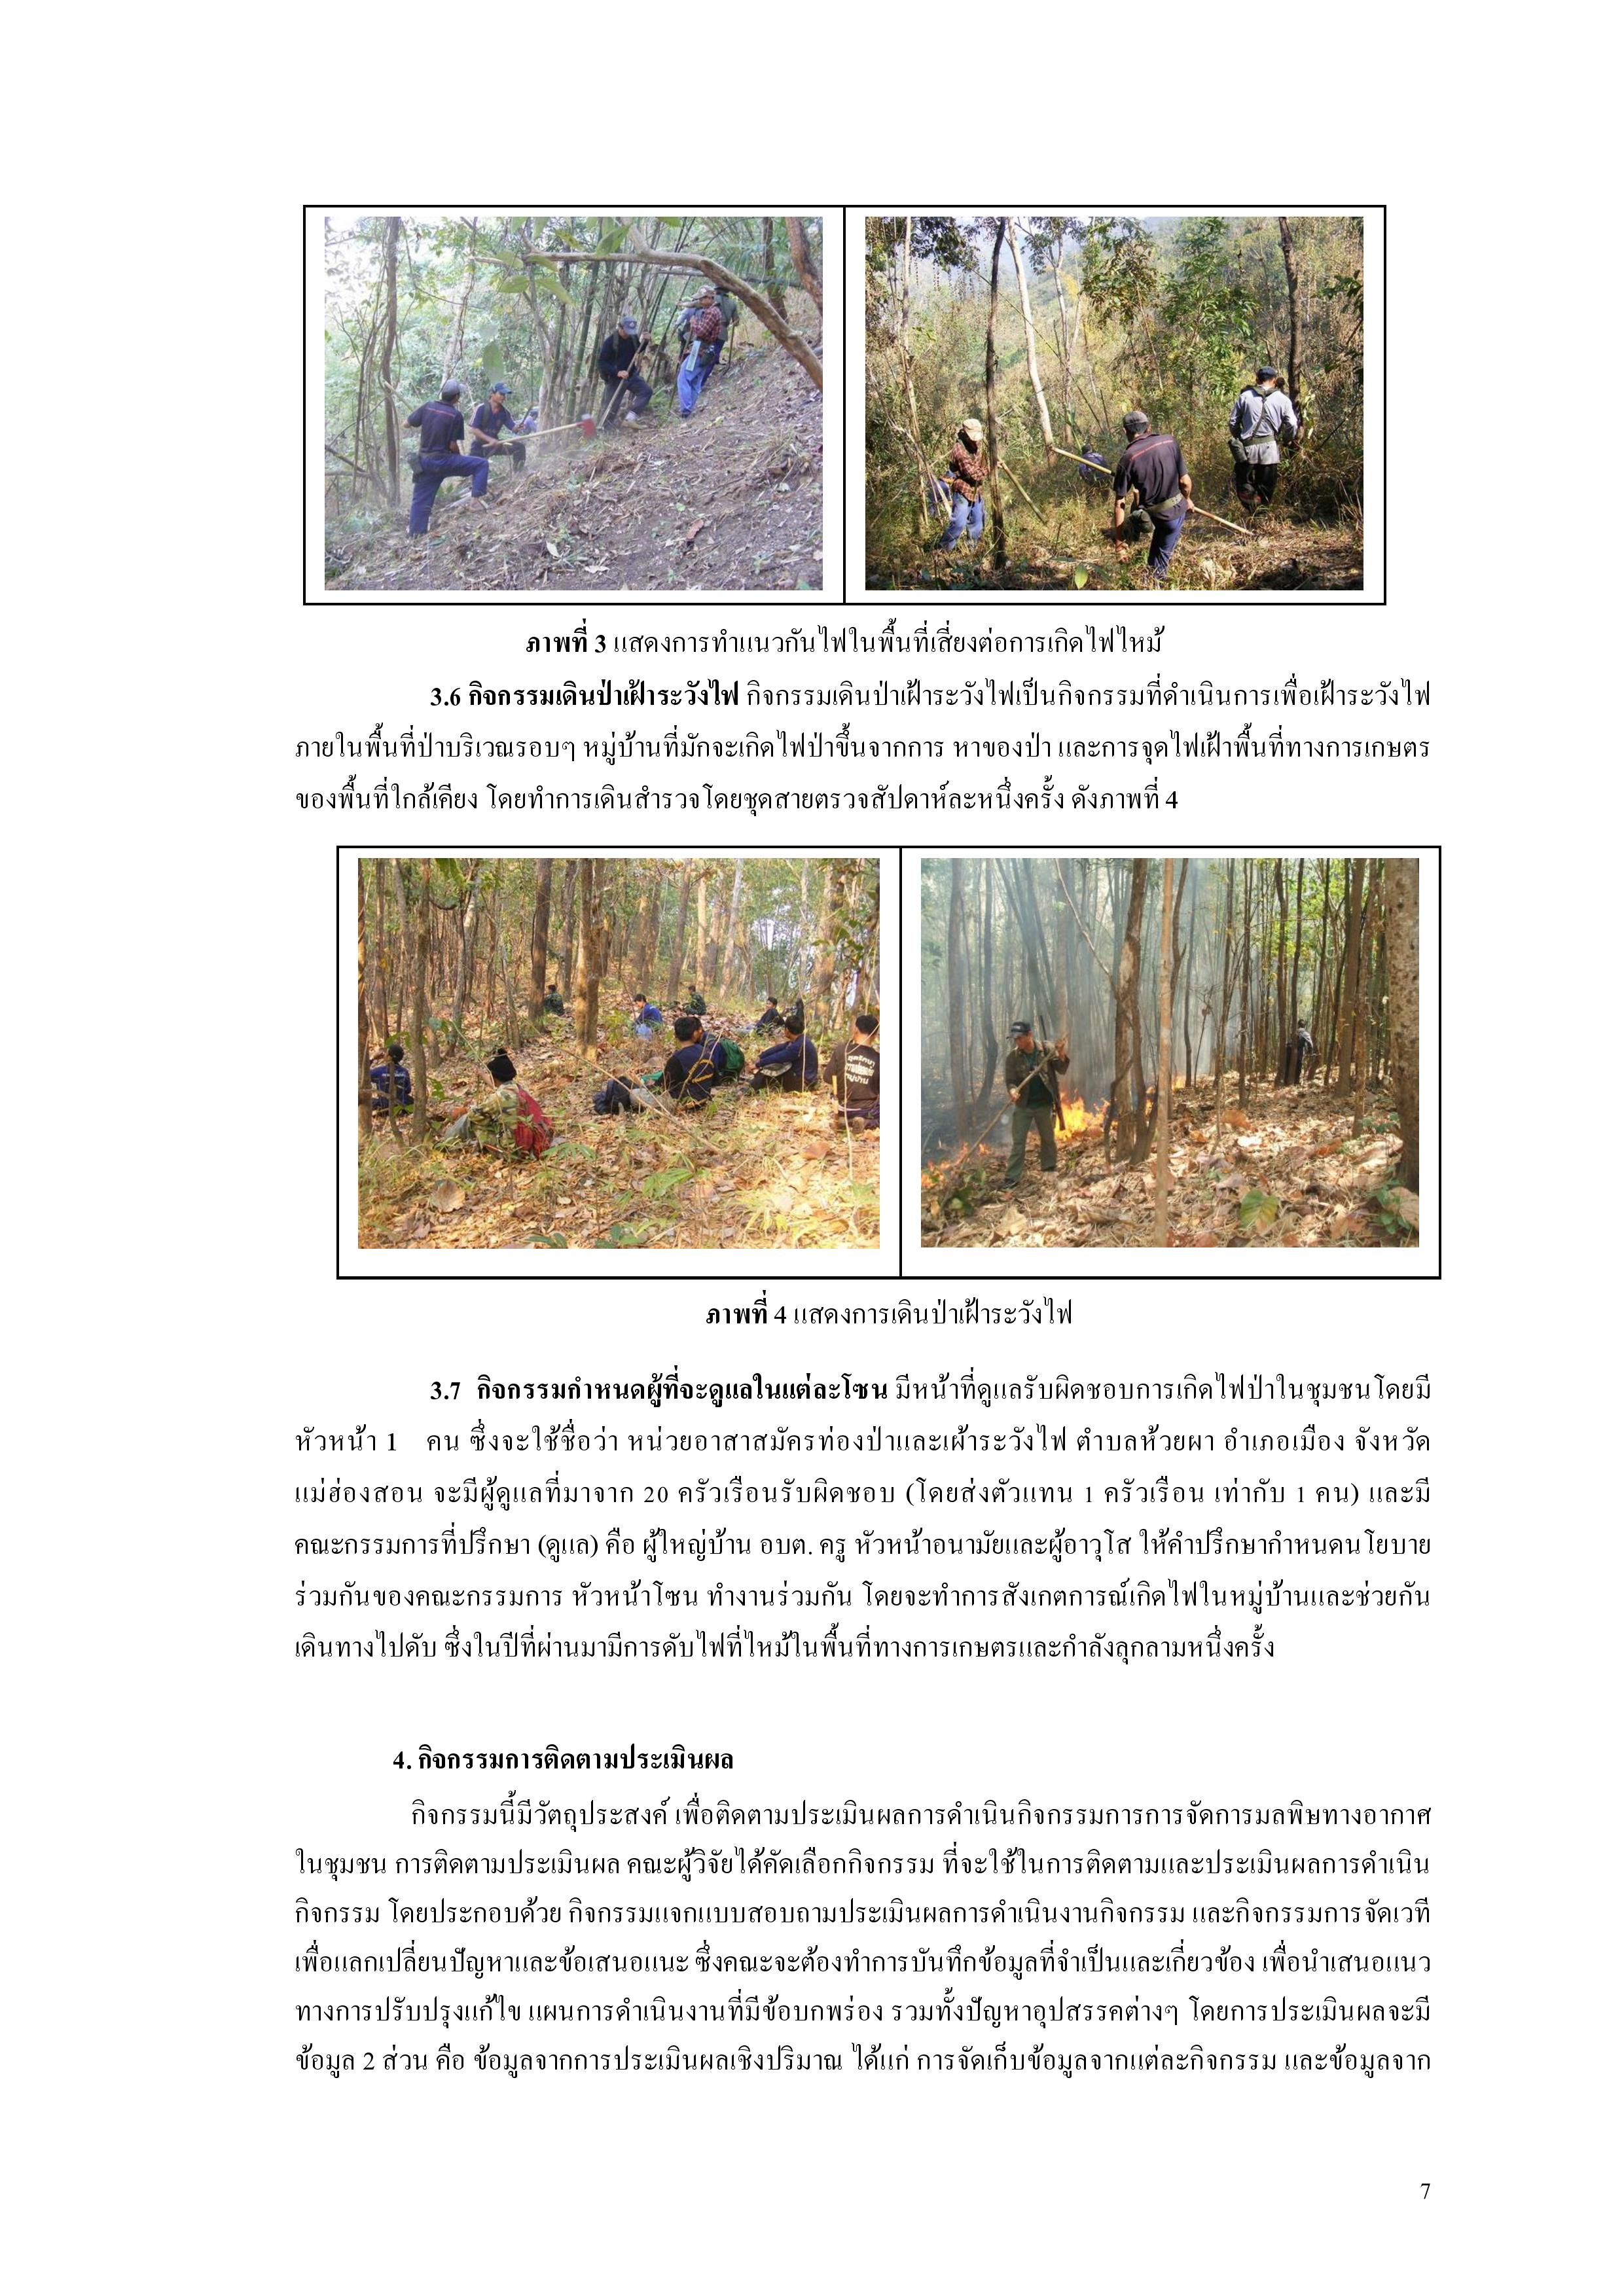 ภาพที่ 3 แสดงการทำแนวกันไฟในพื้นที่เสี่ยงต่อการเกิดไฟไหม้
3.6 กิจกรรมเดินป่าเฝ้าระวังไฟ กิจกรรมเดินป่าเฝ้าระวังไฟเป็นกิจกรรมที่ดำเนินการเพื่อเฝ้าระวังไฟ
ภายในพื้นที่ป่าบริเวณรอบๆ หมู่บ้านที่มักจะเกิดไฟป่าขึ้นจากการ หาของป่า และการจุดไฟเฝ้าพื้นที่ทางการเกษตร
ของพื้นที่ใกล้เคียง โดยทำการเดินสำรวจโดยชุดสายตรวจสัปดาห์ละหนึ่งครั้ง ดังภาพที่ 4
ภาพที่ 4 แสดงการเดินป่าเฝ้าระวังไฟ
3.7 กิจกรรมกำหนดผู้ที่จะดูแลในแต่ละโซน มีหน้าที่ดูแลรับผิดชอบการเกิดไฟป่าในชุมชนโดยมี
หัวหน้า 1 คน ซึ่งจะใช้ชื่อว่า หน่วยอาสาสมัครท่องป่าและเผ้าระวังไฟ ตำบลห้วยผา อำเภอเมือง จังหวัด
แม่ฮ่องสอน จะมีผู้ดูแลที่มาจาก 20 ครัวเรือนรับผิดชอบ (โดยส่งตัวแทน 1 ครัวเรือน เท่ากับ 1 คน) และมี
คณะกรรมการที่ปรึกษา (ดูแล) คือ ผู้ใหญ่บ้าน อบต. ครู หัวหน้าอนามัยและผู้อาวุโส ให้คำปรึกษากำหนดนโยบาย
ร่วมกันของคณะกรรมการ หัวหน้าโซน ทำงานร่วมกัน โดยจะทำการสังเกตการณ์เกิดไฟในหมู่บ้านและช่วยกัน
เดินทางไปดับ ซึ่งในปีที่ผ่านมามีการดับไฟที่ไหม้ในพื้นที่ทางการเกษตรและกำลังลุกลามหนึ่งครั้ง
4. กิจกรรมการติดตามประเมินผล
กิจกรรมนี้มีวัตถุประสงค์ เพื่อติดตามประเมินผลการดำเนินกิจกรรมการการจัดการมลพิษทางอากาศ
ในชุมชน การติดตามประเมินผล คณะผู้วิจัยได้คัดเลือกกิจกรรม ที่จะใช้ในการติดตามและประเมินผลการดำเนิน
กิจกรรม โดยประกอบด้วย กิจกรรมแจกแบบสอบถามประเมินผลการดำเนินงานกิจกรรม และกิจกรรมการจัดเวที
เพื่อแลกเปลี่ยนปัญหาและข้อเสนอแนะ ซึ่งคณะจะต้องทำการบันทึกข้อมูลที่จำเป็นและเกี่ยวข้อง เพื่อนำเสนอแนว
ทางการปรับปรุงแก้ไข แผนการดำเนินงานที่มีข้อบกพร่อง รวมทั้งปัญหาอุปสรรคต่างๆ โดยการประเมินผลจะมี
ข้อมูล 2 ส่วน คือ ข้อมูลจากการประเมินผลเชิงปริมาณ ได้แก่ การจัดเก็บข้อมูลจากแต่ละกิจกรรม และข้อมูลจาก
7